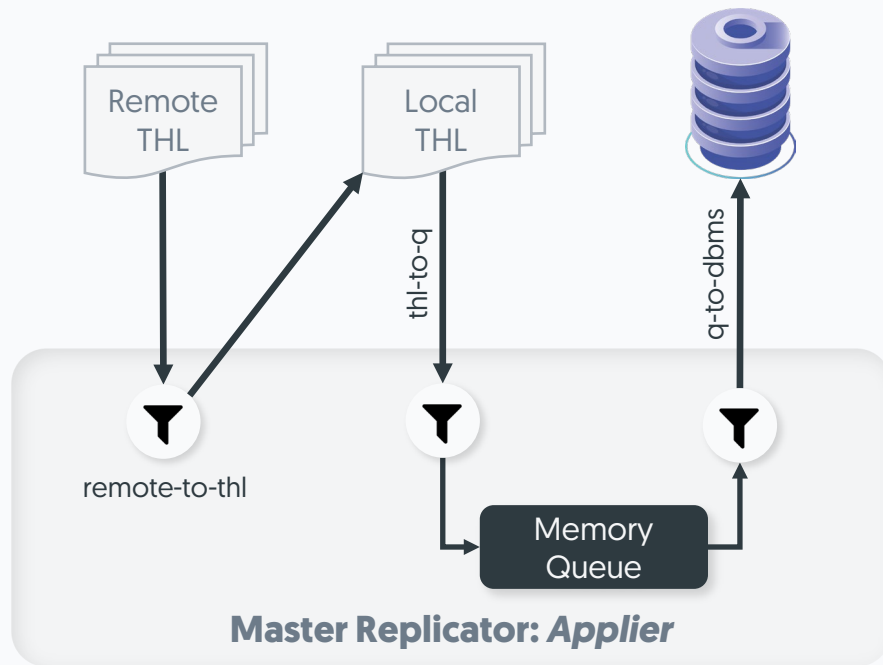 Remote
THL
Local
THL
thl-to-q
q-to-dbms
remote-to-thl
Memory
Queue
Master Replicator: Applier